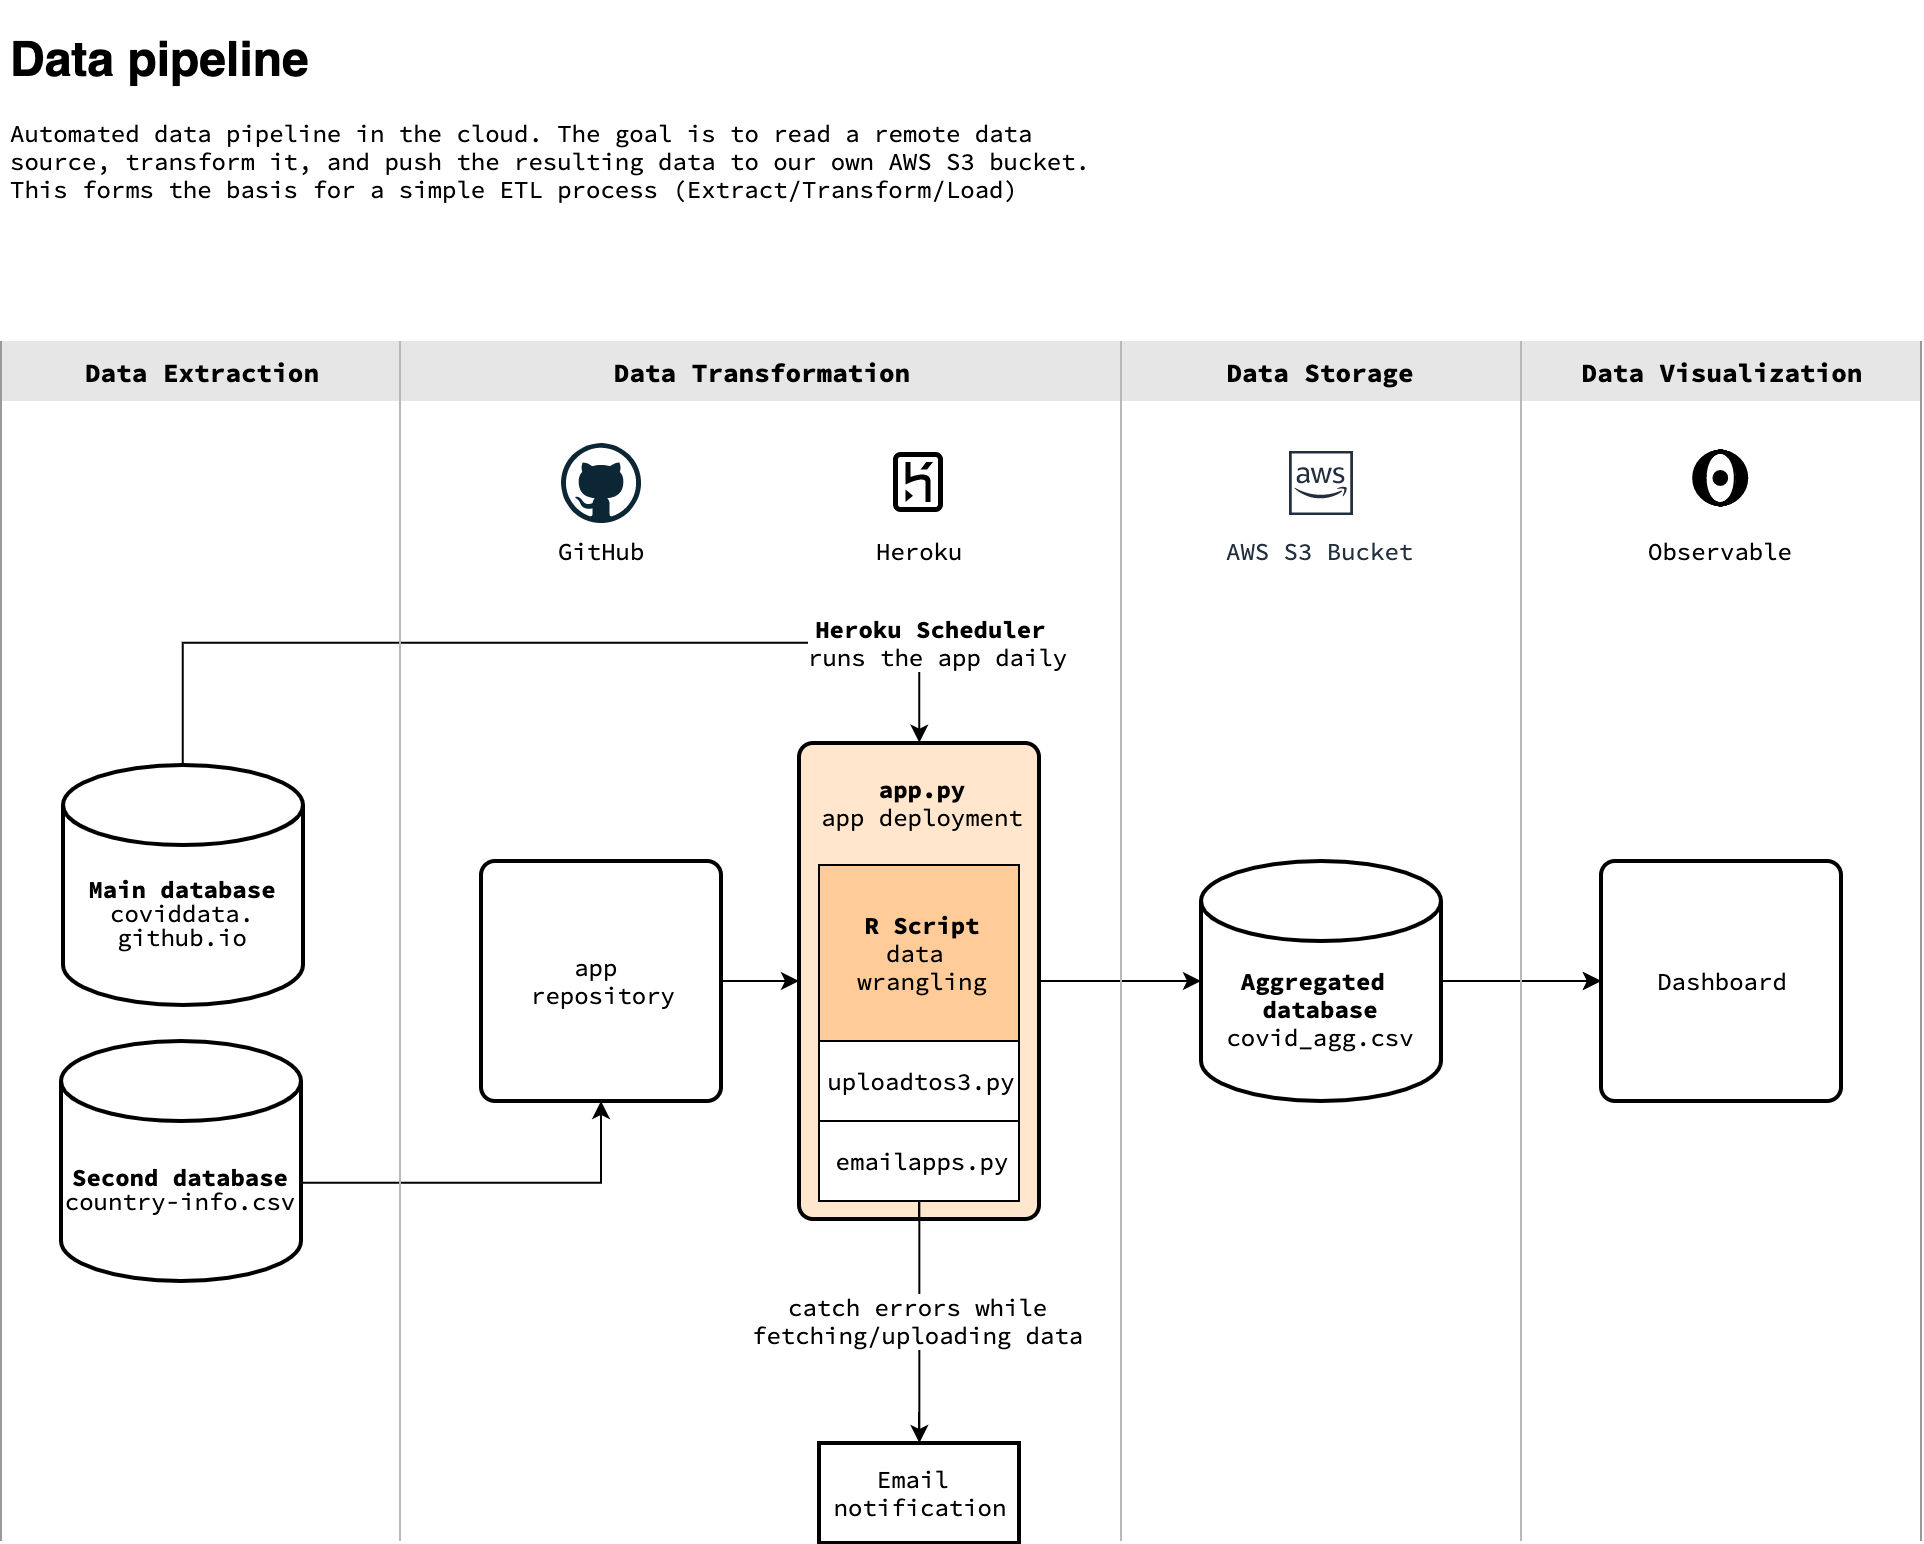 Data pipeline
Automated data pipeline in the cloud. The goal is to read a remote data
source, transform it, and push the resulting data to our own AWS S3 bucket.
This forms the basis for a simple ETL process (Extract/Transform/Load)
Data Extraction
Data Transformation
Data Storage
Data Visualization
aws
GitHub
Heroku
AWS S3 Bucket
Observable
Heroku Scheduler
runs the app daily
Main database
coviddata.
github.io
Second database
country-info.csv
app
repository
app.py
app deployment
R Script
data
wrangling
uploadtos3.py
emailapps.py
catch errors while
fetching/uploading data
Email
notification
Aggregated
database
covid_agg.csv
Dashboard